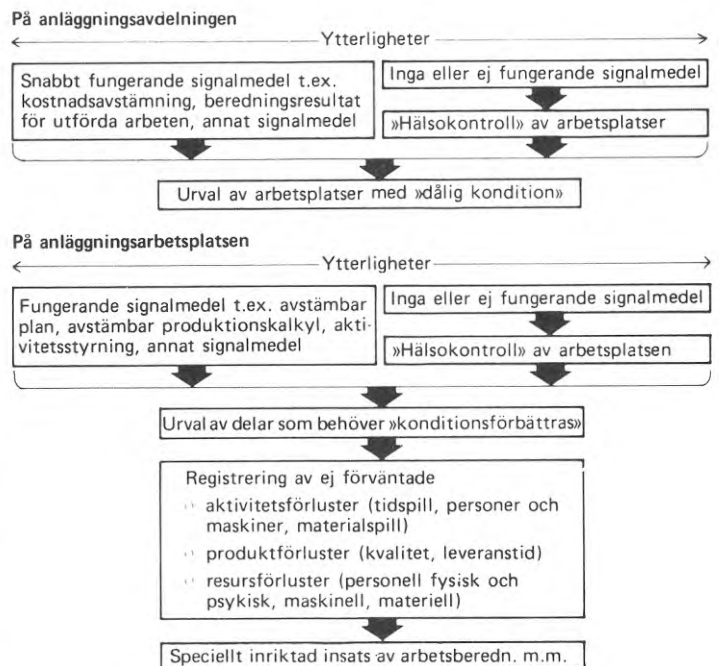 På anläggningsavdelningen
Ytterligheter
Snabbt fungerande signalmedel t.ex.
kostnadsavstämning, beredningsresultat
för utförda arbeten, annat signalmedel
Inga eller ej fungerande signalmedel
»Hälsokontroll» av arbetsplatser
Urval av arbetsplatser med »dålig kondition»
På anläggningsarbetsplatsen
Ytterligheter
Fungerande signalmedel t.ex. avstämbar
plan, avstämbar produktionskalkyl, akti-
vitetsstyrning, annat signalmedel
Inga eller ej fungerande signalmedel
»Hälsokontroll» av arbetsplatsen
Urval av delar som behöver »konditionsförbättras»
Registrering av ej förväntade
aktivitetsförluster (tidspill, personer och
maskiner, materialspill)
produktförluster (kvalitet, leveranstid)
resursförluster (personell fysisk och
psykisk, maskinell, materiell)
Speciellt inriktad insats av arbetsberedn. m.m.